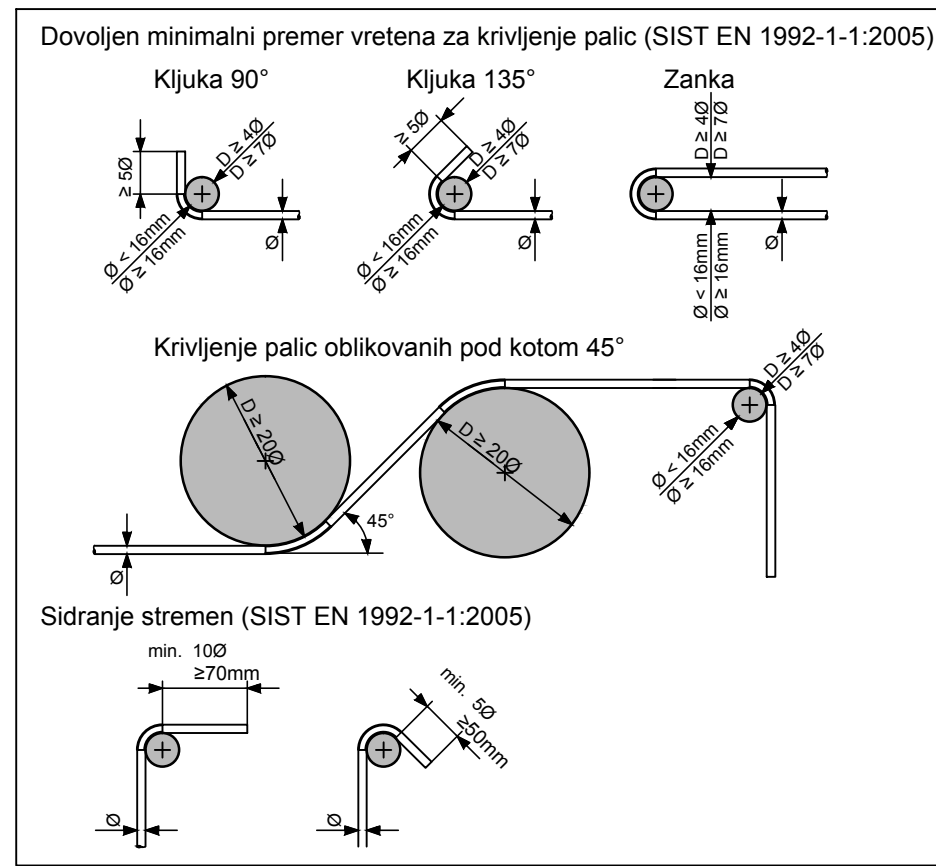 Dovoljen minimalni premer vretena za krivljenje palic (SIST EN 1992-1-1:2005)
Kljuka 90°
≥ 5Ø
D ≥ 4Ø
D ≥ 7Ø
Ø < 16mm
Ø ≥ 16mm
Ø
Kljuka 135°
≥ 5Ø
D ≥ 4Ø
D ≥ 7Ø
Ø < 16mm
Ø ≥ 16mm
Ø
Zanka
D ≥ 4Ø
D ≥ 7Ø
Ø < 16mm
Ø ≥ 16mm
Ø
Krivljenje palic oblikovanih pod kotom 45°
D ≥ 20Ø
D ≥ 20Ø
45°
Ø
D ≥ 4Ø
D ≥ 7Ø
Ø < 16mm
Ø ≥ 16mm
Sidranje stremen (SIST EN 1992-1-1:2005)
min. 10Ø
≥70mm
Ø
min. 5Ø
≥50mm
Ø